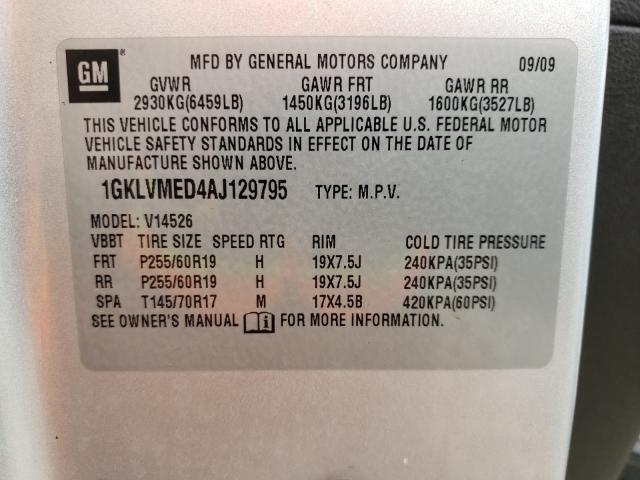 GM
MFD BY GENERAL MOTORS COMPANY 09/09
GVWR GAWR FRT GAWR RR
2930KG(6459LB) 1450KG(3196LB) 1600KG(3527LB)
THIS VEHICLE CONFORMS TO ALL APPLICABLE U.S. FEDERAL MOTOR
VEHICLE SAFETY STANDARDS IN EFFECT ON THE DATE OF
MANUFACTURE SHOWN ABOVE.
1GKLVMED4AJ129795 TYPE: M.P.V.
MODEL: V14526
VBBT TIRE SIZE SPEED RTG RIM COLD TIRE PRESSURE
FRT P255/60R19 H 19X7.5J 240KPA(35PSI)
RR P255/60R19 H 19X7.5J 240KPA(35PSI)
SPA T145/70R17 M 17X4.5B 420KPA(60PSI)
SEE OWNER'S MANUAL FOR MORE INFORMATION.